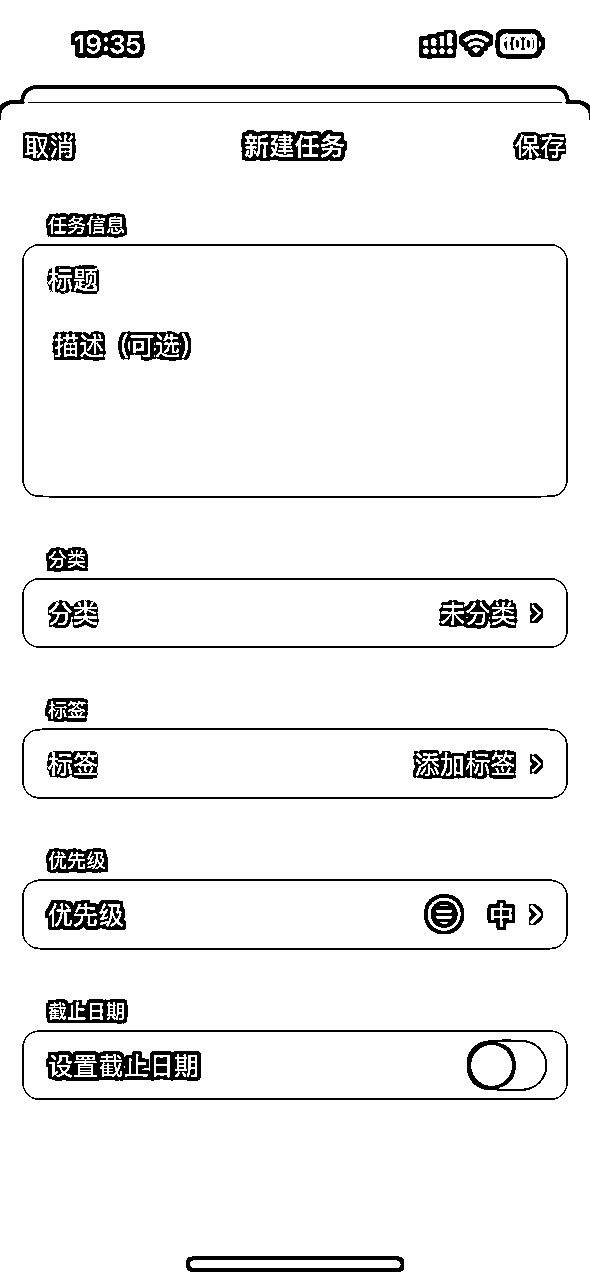 19:35 100
取消 新建任务 保存
任务信息
标题
描述（可选）
分类
分类 未分类
标签
标签 添加标签
优先级
优先级 中
截止日期
设置截止日期